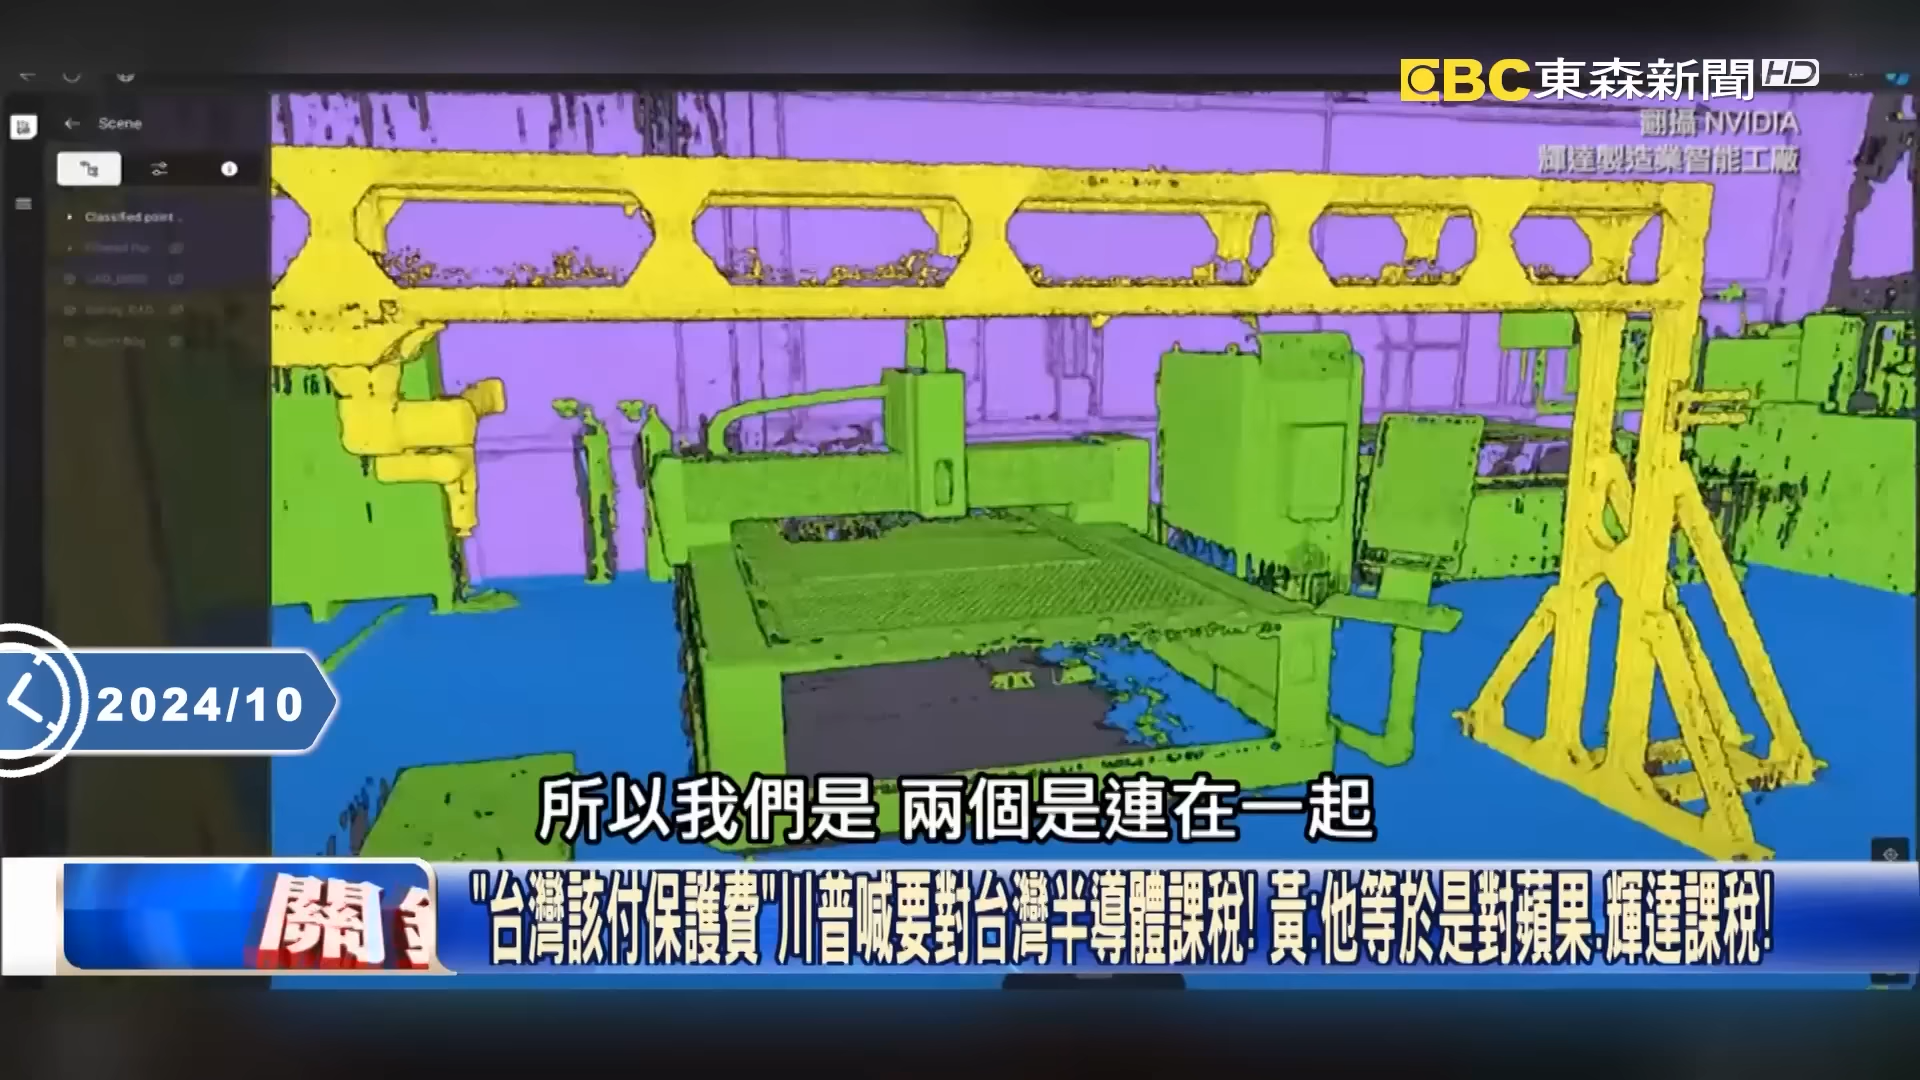 EBC東森新聞HD
翻攝 NVIDIA
輝達製造業智能工廠
Scene
Classified point
2024/10
所以我們是 兩個是連在一起
關
"台灣該付保護費"川普喊要對台灣半導體課稅! 黃:他等於是對蘋果.輝達課稅!